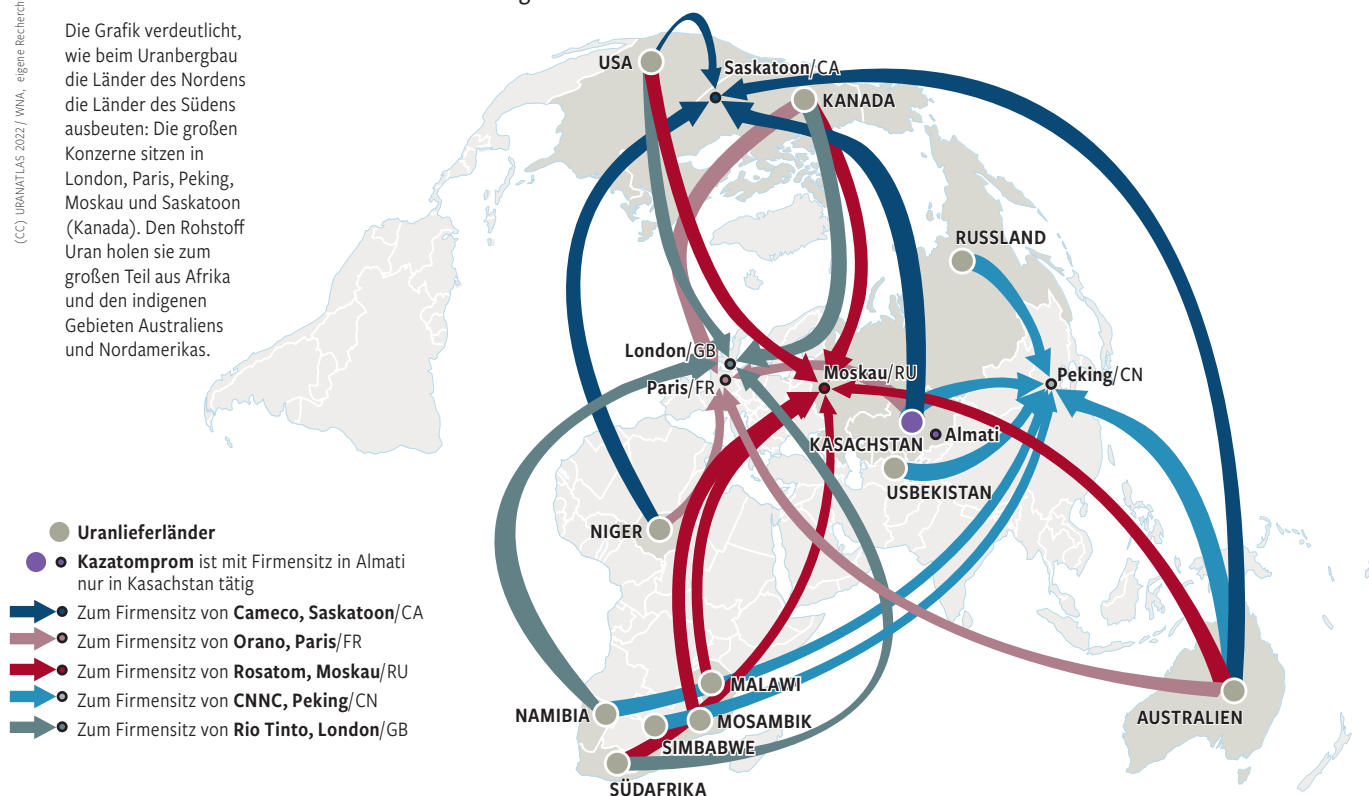 Die Grafik verdeutlicht,
wie beim Uranbergbau
die Länder des Nordens
die Länder des Südens
ausbeuten: Die großen
Konzerne sitzen in
London, Paris, Peking,
Moskau und Saskatoon
(Kanada). Den Rohstoff
Uran holen sie zum
großen Teil aus Afrika
und den indigenen
Gebieten Australiens
und Nordamerikas.
(CC) URANATLAS 2022 / WNA, eigene Recherch
USA
Saskatoon/CA
KANADA
RUSSLAND
London/GB
Paris/FR
Moskau/RU
Peking/CN
KASACHSTAN
Almati
USBEKISTAN
NIGER
MALAWI
NAMIBIA
MOSAMBIK
SIMBABWE
SÜDAFRIKA
AUSTRALIEN
Uranlieferländer
Kazatomprom ist mit Firmensitz in Almati
nur in Kasachstan tätig
Zum Firmensitz von Cameco, Saskatoon/CA
Zum Firmensitz von Orano, Paris/FR
Zum Firmensitz von Rosatom, Moskau/RU
Zum Firmensitz von CNNC, Peking/CN
Zum Firmensitz von Rio Tinto, London/GB